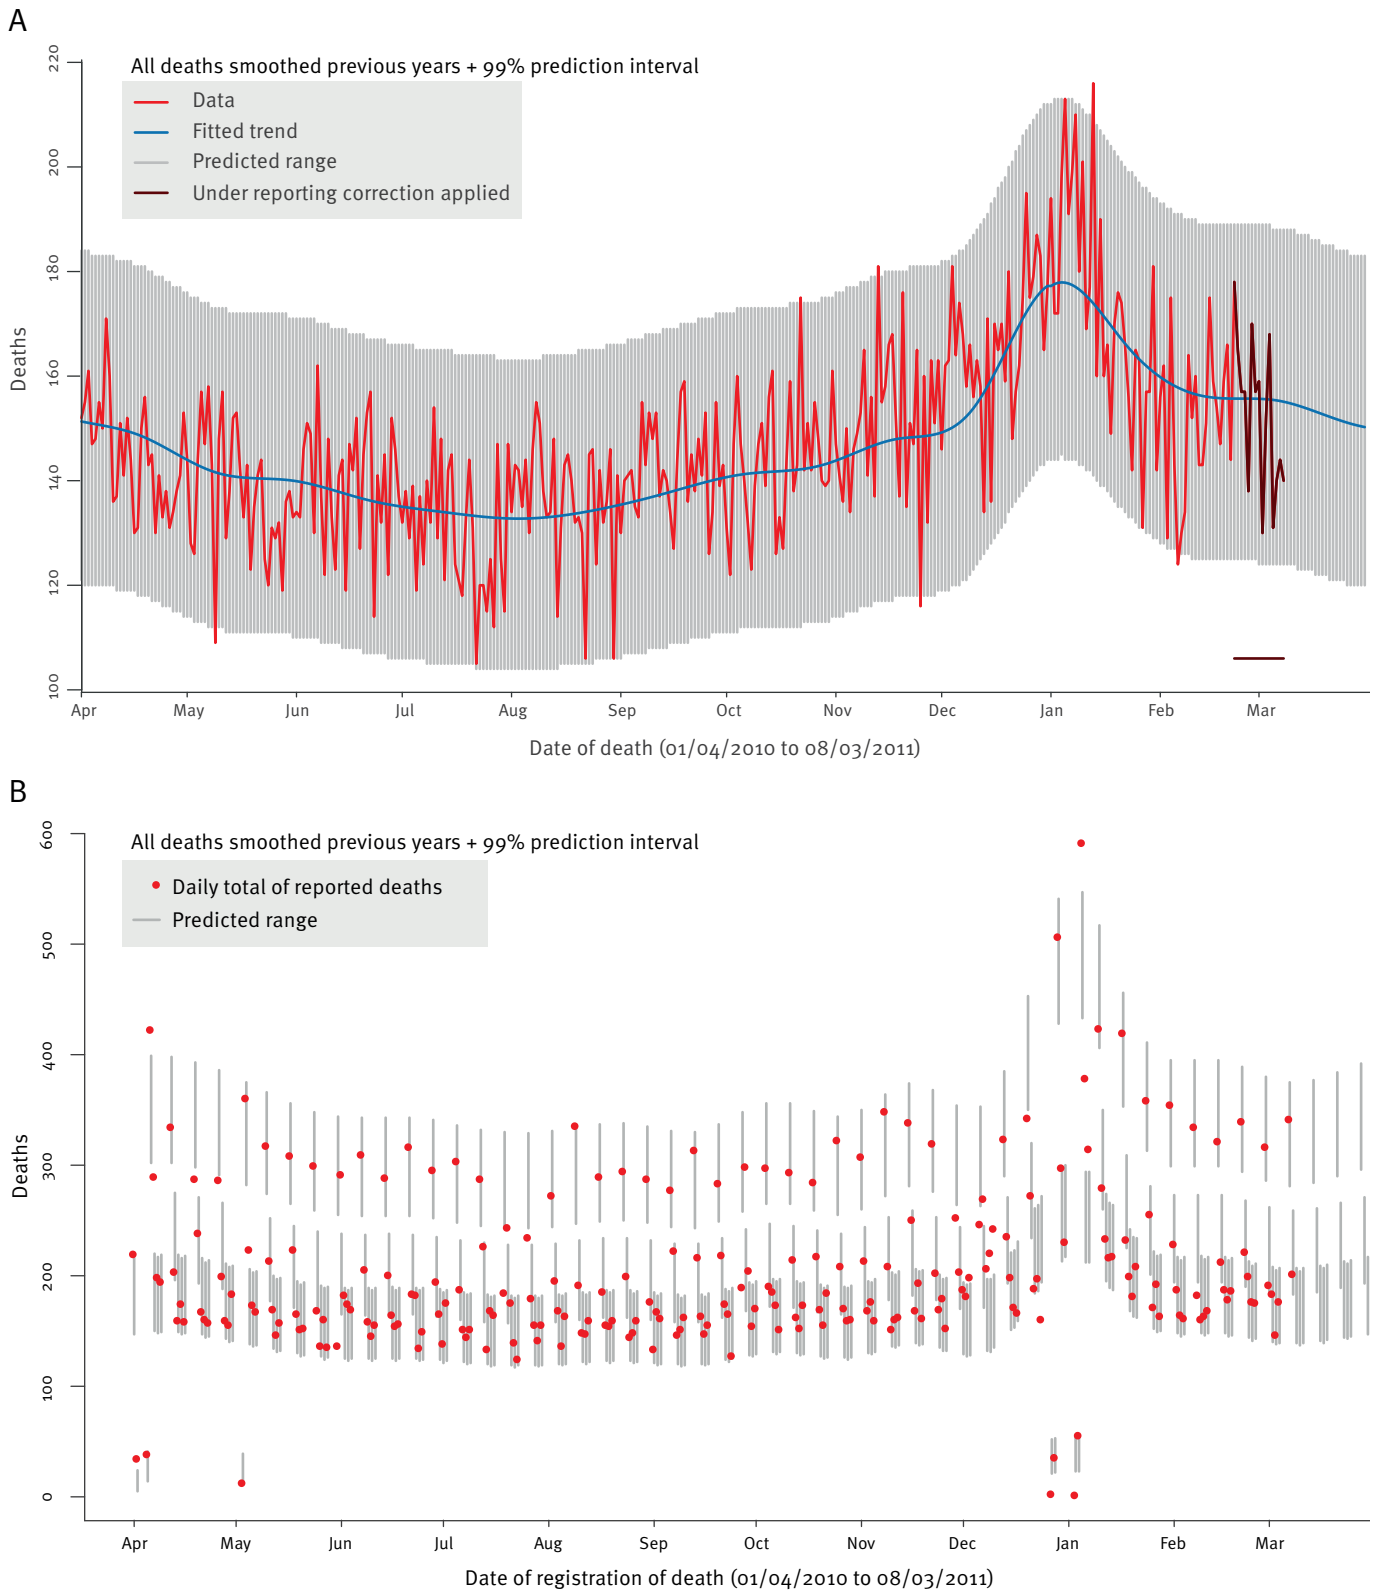 A
All deaths smoothed previous years + 99% prediction interval
Data
Fitted trend
Predicted range
Under reporting correction applied
Deaths
220
200
180
160
140
120
100
Apr May Jun Jul Aug Sep Oct Nov Dec Jan Feb Mar
Date of death (01/04/2010 to 08/03/2011)
B
All deaths smoothed previous years + 99% prediction interval
Daily total of reported deaths
Predicted range
Deaths
600
500
400
300
200
100
0
Apr May Jun Jul Aug Sep Oct Nov Dec Jan Feb Mar
Date of registration of death (01/04/2010 to 08/03/2011)